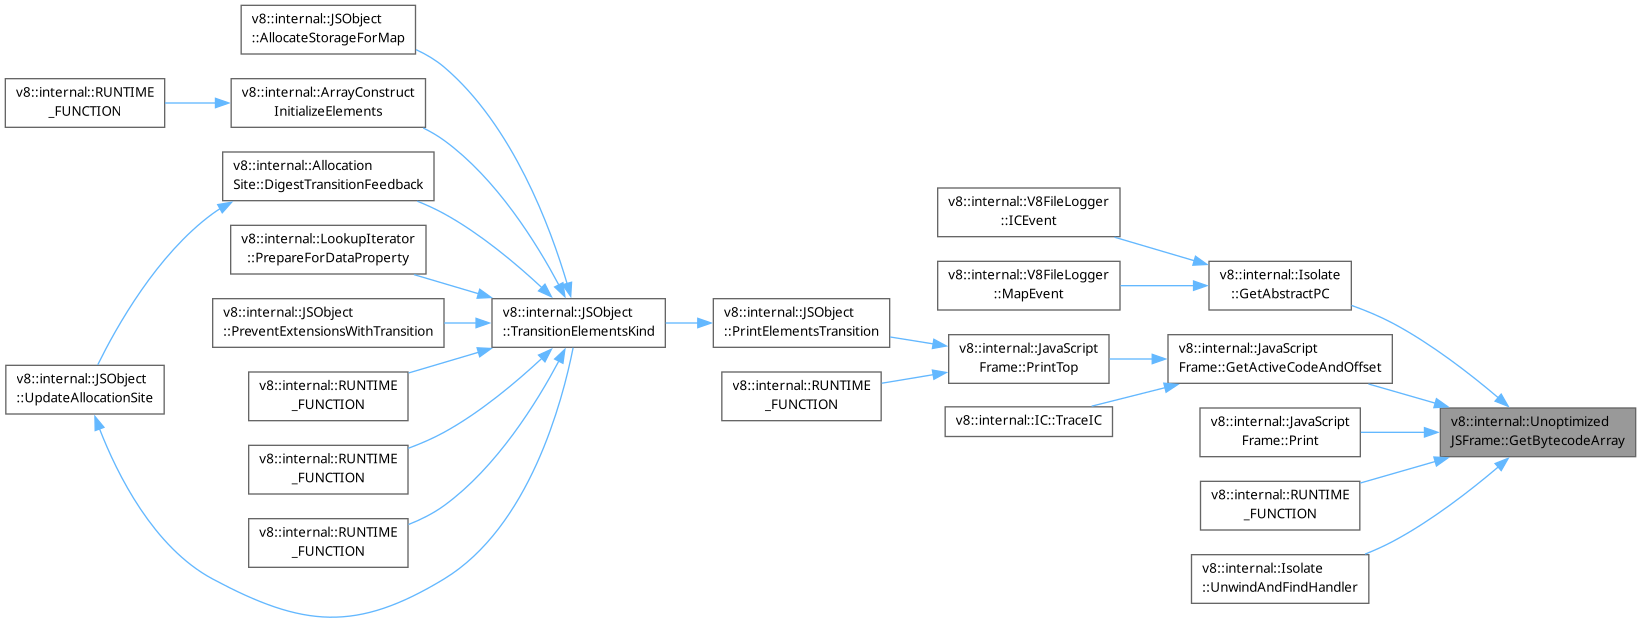 v8::internal::JSObject
::AllocateStorageForMap
v8::internal::RUNTIME
_FUNCTION
v8::internal::ArrayConstruct
InitializeElements
v8::internal::Allocation
Site::DigestTransitionFeedback
v8::internal::LookupIterator
::PrepareForDataProperty
v8::internal::JSObject
::PreventExtensionsWithTransition
v8::internal::JSObject
::UpdateAllocationSite
v8::internal::RUNTIME
_FUNCTION
v8::internal::RUNTIME
_FUNCTION
v8::internal::RUNTIME
_FUNCTION
v8::internal::JSObject
::TransitionElementsKind
v8::internal::JSObject
::PrintElementsTransition
v8::internal::RUNTIME
_FUNCTION
v8::internal::V8FileLogger
::ICEvent
v8::internal::V8FileLogger
::MapEvent
v8::internal::JavaScript
Frame::PrintTop
v8::internal::IC::TraceIC
v8::internal::Isolate
::GetAbstractPC
v8::internal::JavaScript
Frame::GetActiveCodeAndOffset
v8::internal::JavaScript
Frame::Print
v8::internal::RUNTIME
_FUNCTION
v8::internal::Isolate
::UnwindAndFindHandler
v8::internal::Unoptimized
JSFrame::GetBytecodeArray